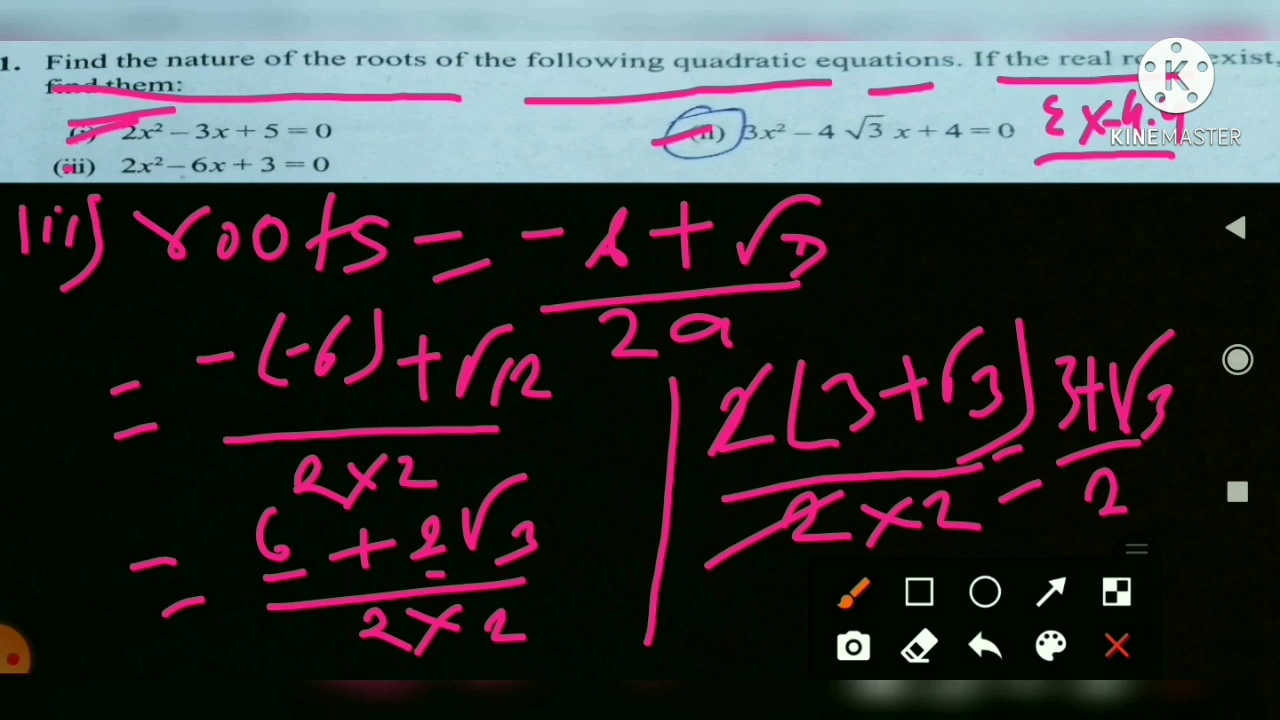 1. Find the nature of the roots of the following quadratic equations. If the real ro exist,
find them:
(i) 2x² – 3x + 5 = 0
(ii) 3x² – 4 √3 x + 4 = 0
Ex-4.4
K
KINEMASTER
(iii) 2x² – 6x + 3 = 0
iii) roots = -b + √D / 2a
= -(-6) + √12 / 2×2
= 6 + 2√3 / 2×2
2(3+√3) / 2×2 = 3+√3 / 2